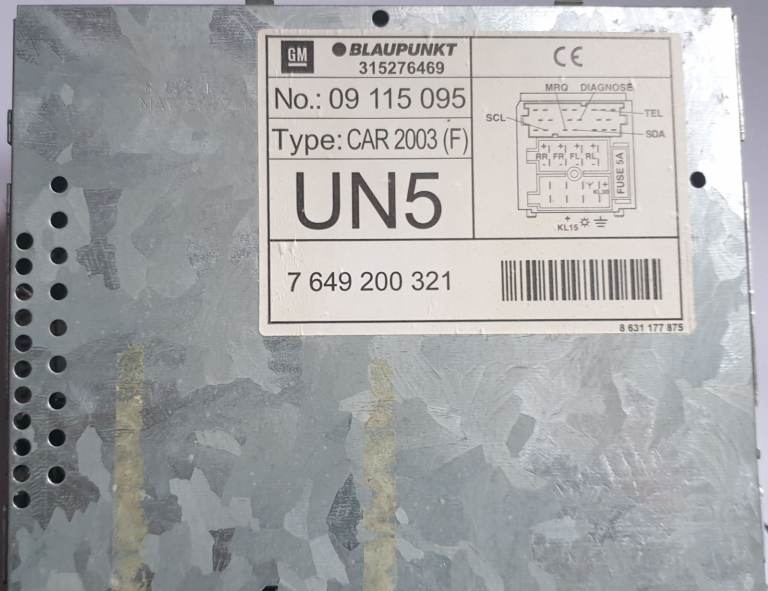 GM BLAUPUNKT
315276469
CE
No.: 09 115 095
Type: CAR 2003 (F)
UN5
MRQ DIAGNOSE
SCL TEL
SDA
RR FR FL RL
FUSE 5A
KL30
KL15
7 649 200 321
8 631 177 875